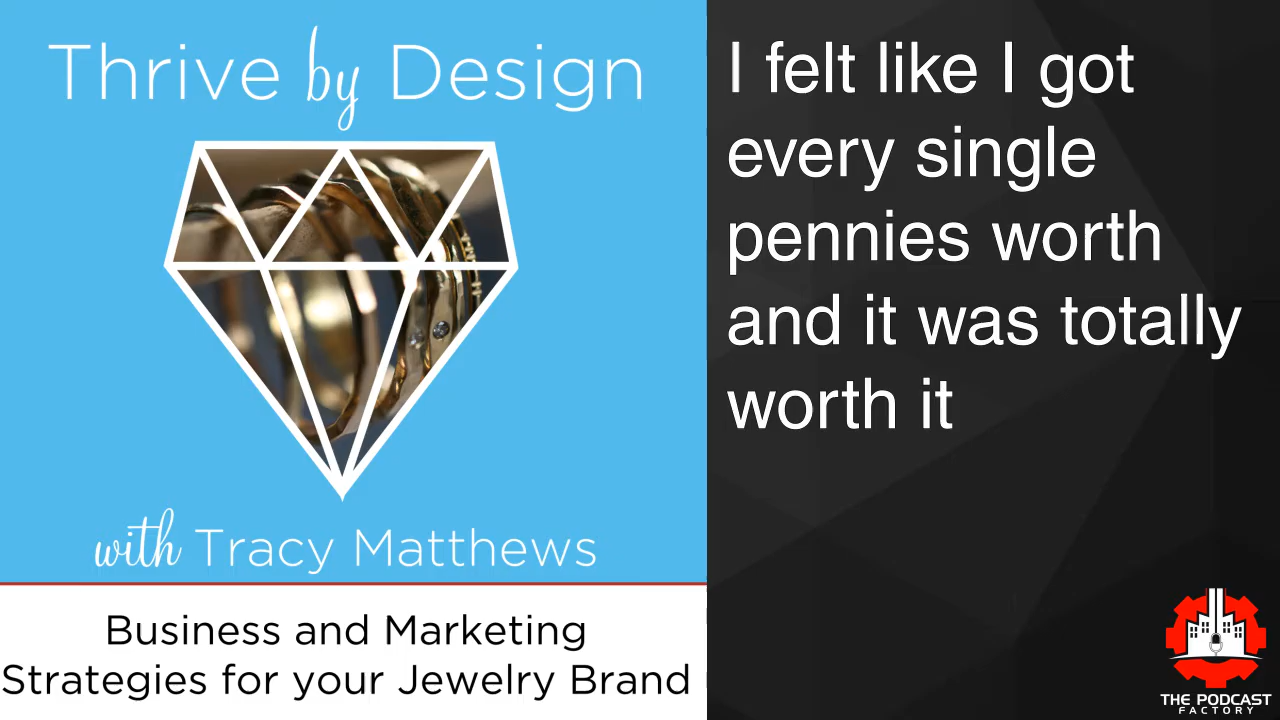 Thrive by Design
with Tracy Matthews
Business and Marketing
Strategies for your Jewelry Brand
I felt like I got
every single
pennies worth
and it was totally
worth it
THE PODCAST
FACTORY